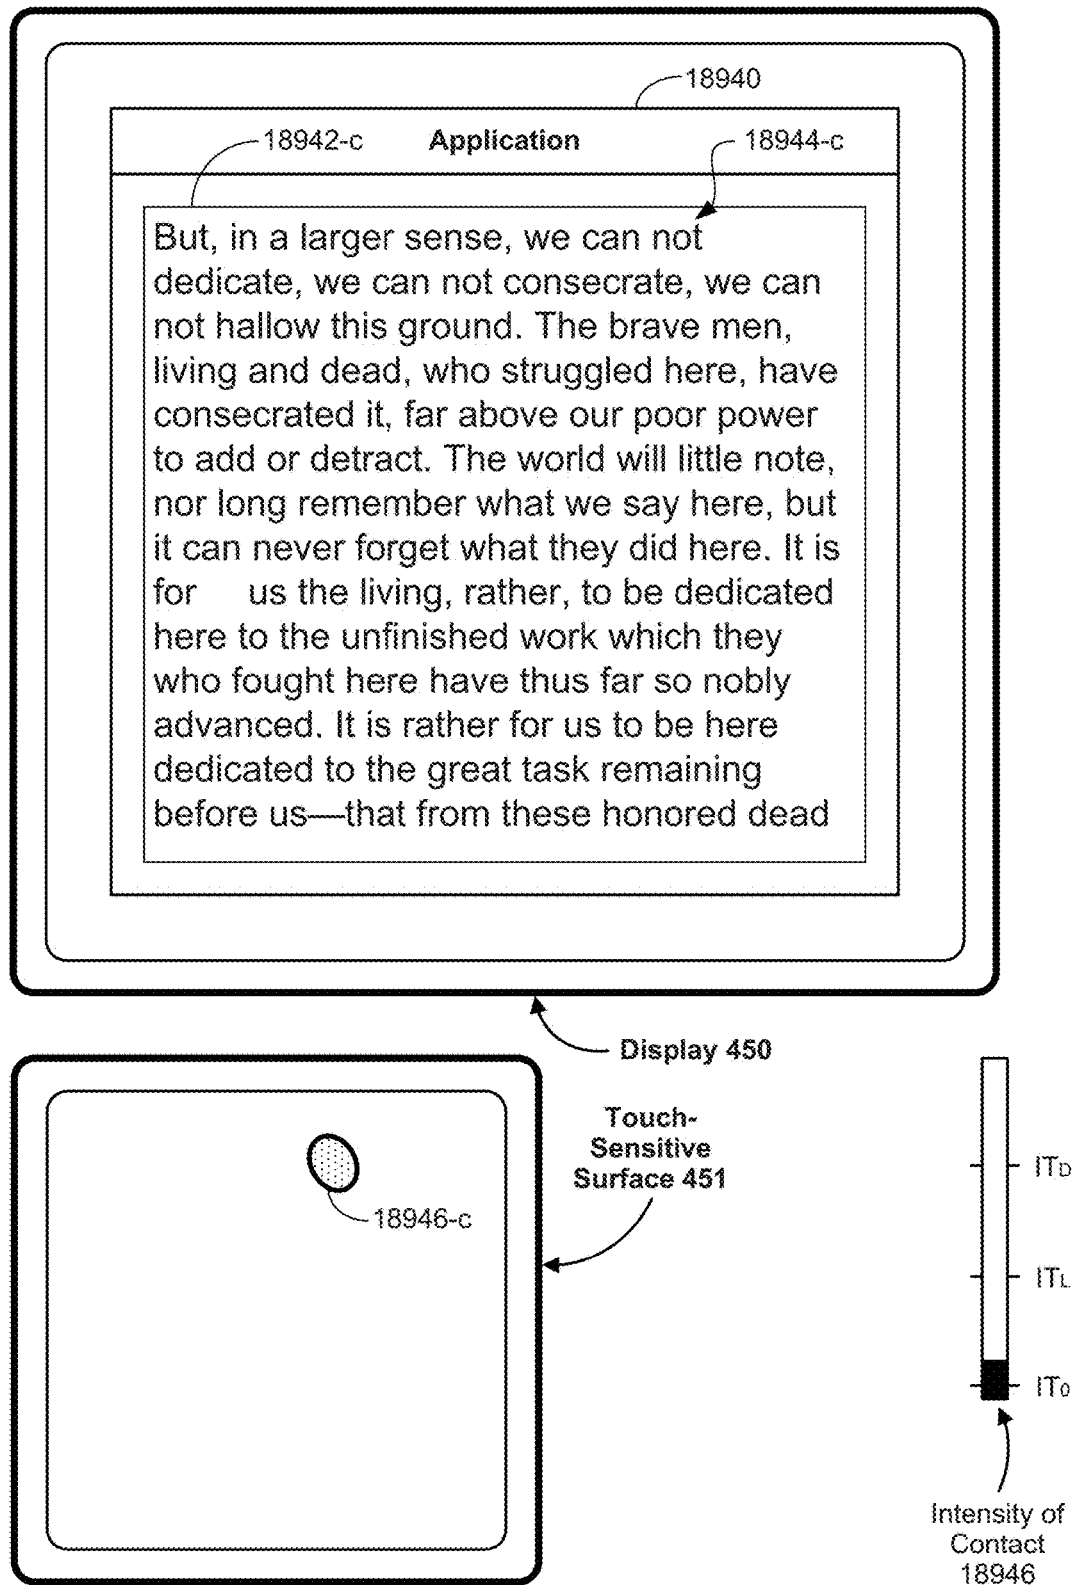 18940
18942-c
Application
18944-c
But, in a larger sense, we can not
dedicate, we can not consecrate, we can
not hallow this ground. The brave men,
living and dead, who struggled here, have
consecrated it, far above our poor power
to add or detract. The world will little note,
nor long remember what we say here, but
it can never forget what they did here. It is
for us the living, rather, to be dedicated
here to the unfinished work which they
who fought here have thus far so nobly
advanced. It is rather for us to be here
dedicated to the great task remaining
before us—that from these honored dead
Display 450
Touch-
Sensitive
Surface 451
18946-c
ITD
ITL
IT0
Intensity of
Contact
18946